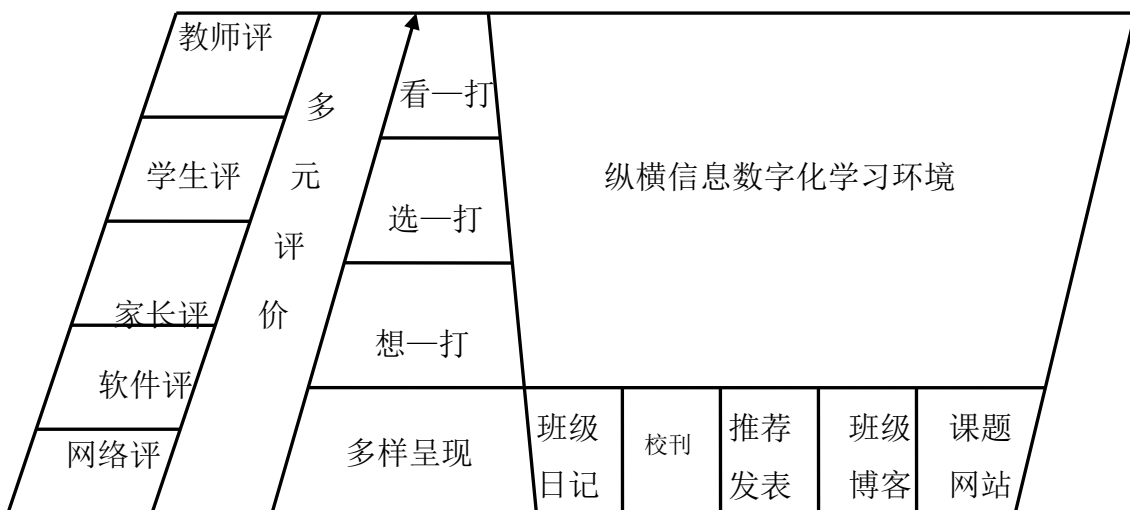 教师评
学生评
家长评
软件评
网络评
多
元
评
价
看—打
选—打
想—打
纵横信息数字化学习环境
多样呈现
班级
日记
校刊
推荐
发表
班级
博客
课题
网站